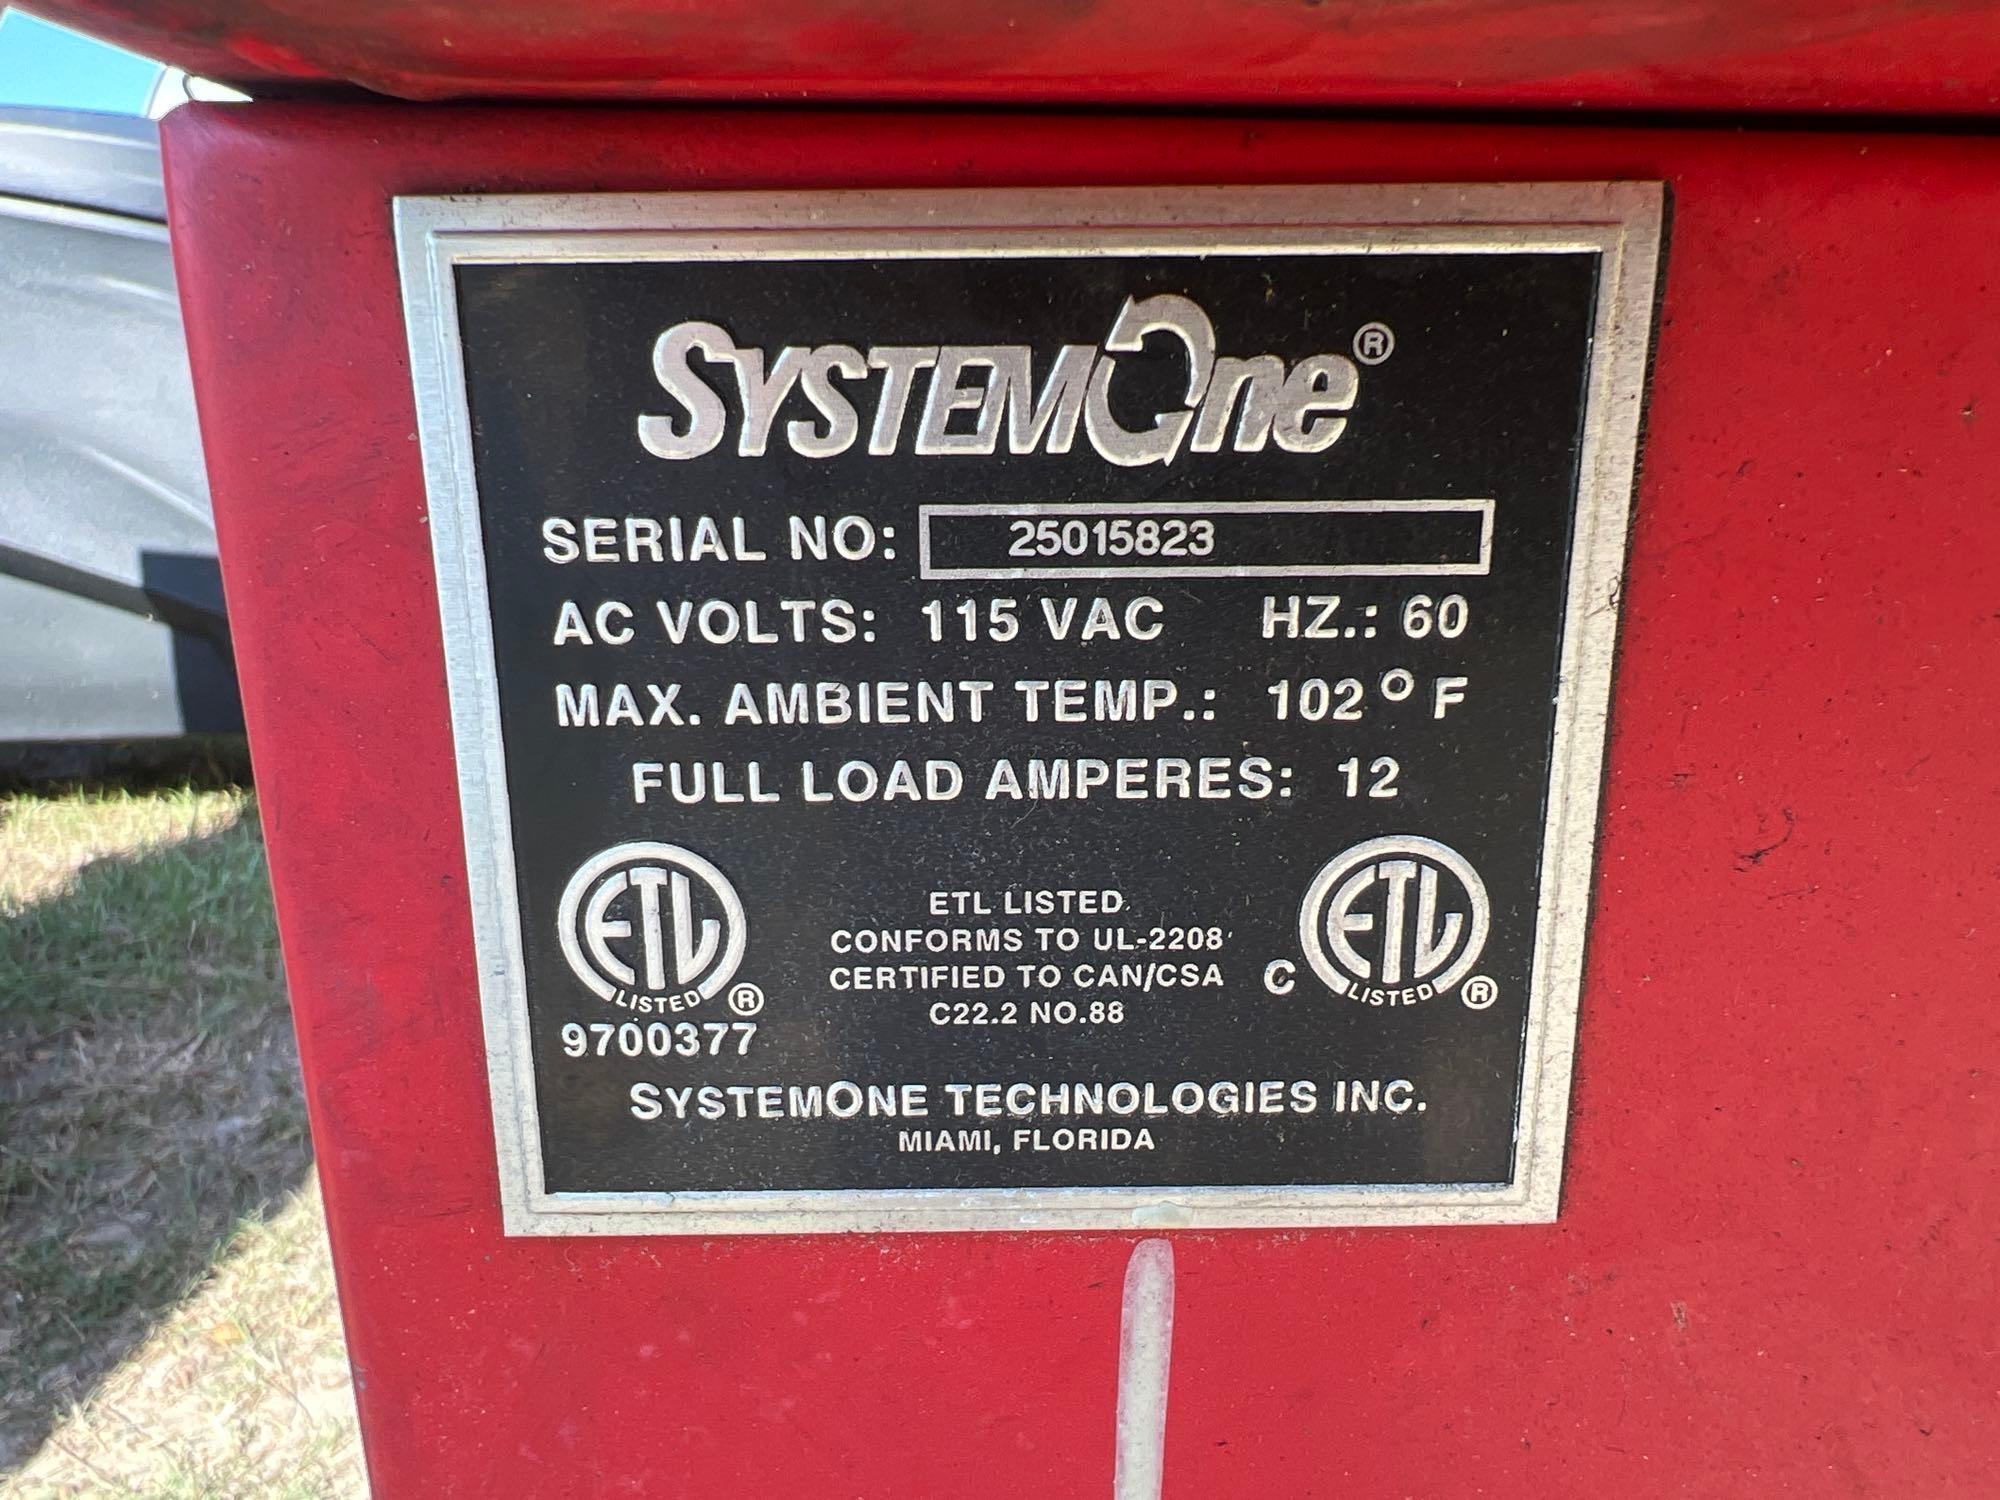 SYSTEMOne®
SERIAL NO: 25015823
AC VOLTS: 115 VAC HZ.: 60
MAX. AMBIENT TEMP.: 102° F
FULL LOAD AMPERES: 12
ETL LISTED ®
9700377
ETL LISTED
CONFORMS TO UL-2208
CERTIFIED TO CAN/CSA
C22.2 NO.88
C ETL LISTED ®
SYSTEMONE TECHNOLOGIES INC.
MIAMI, FLORIDA